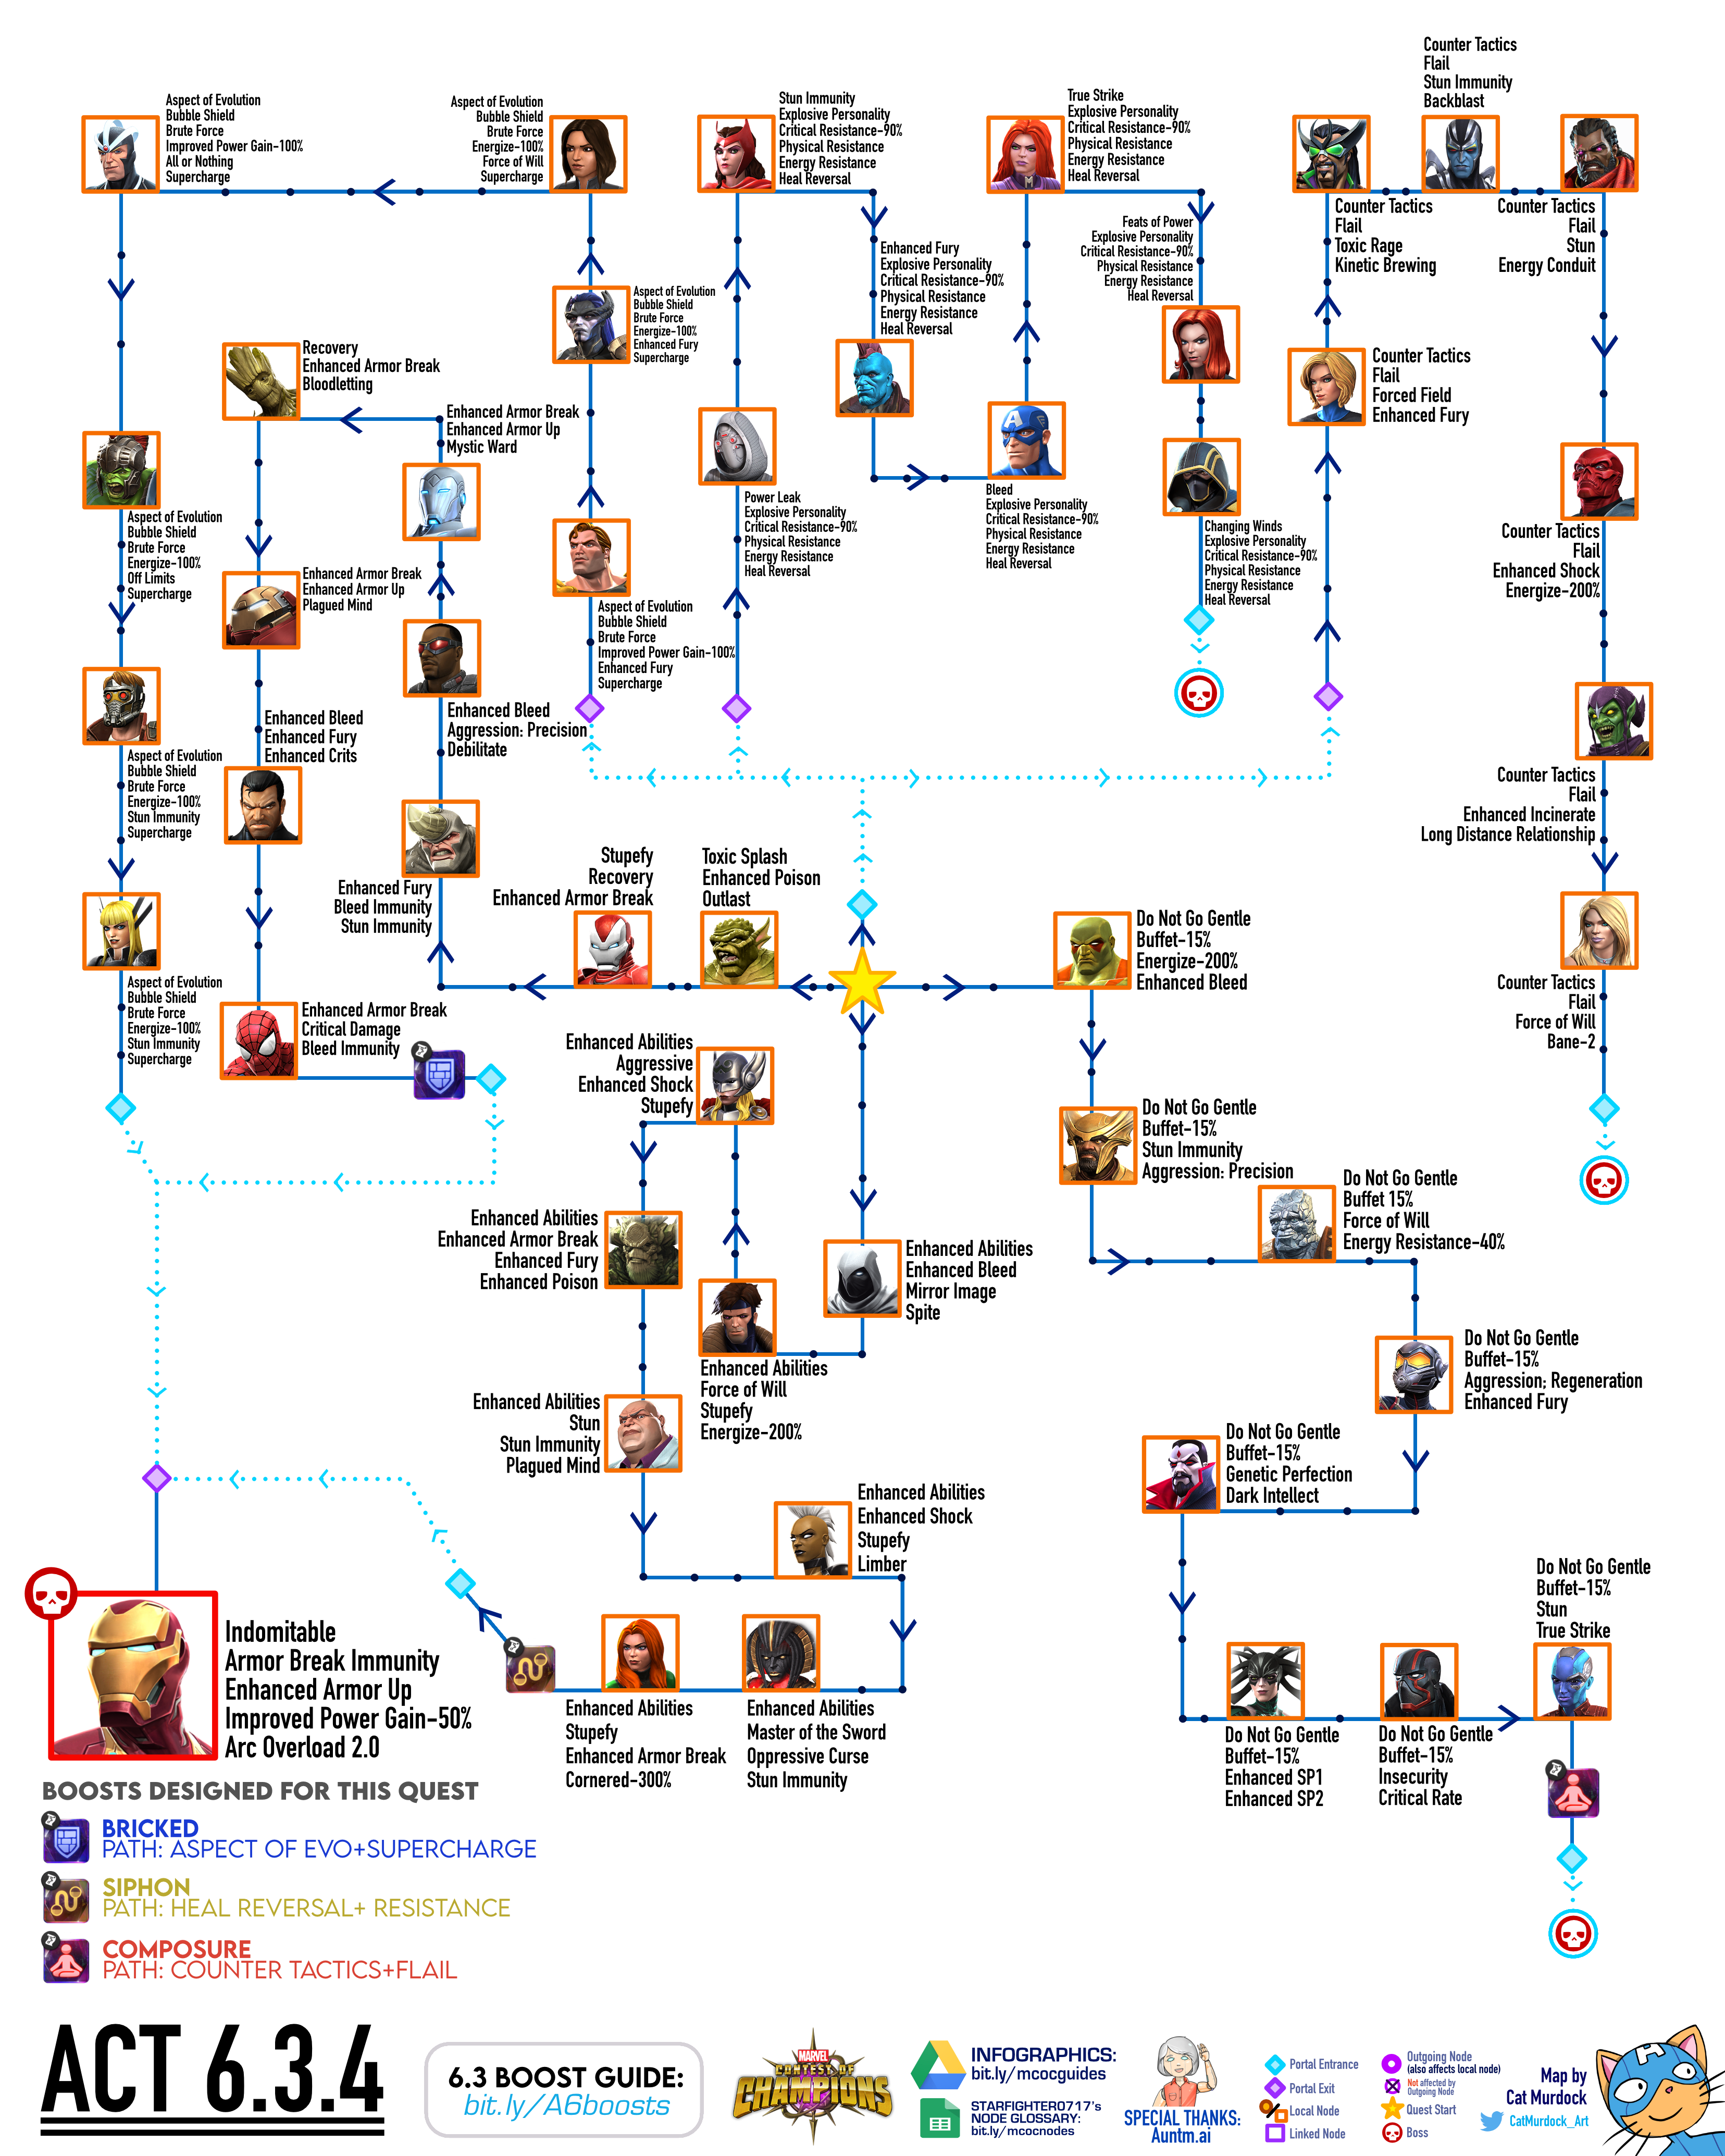 Counter Tactics
Flail
Stun Immunity
Backblast
Aspect of Evolution
Bubble Shield
Brute Force
Improved Power Gain-100%
All or Nothing
Supercharge
Aspect of Evolution
Bubble Shield
Brute Force
Energize-100%
Force of Will
Supercharge
Stun Immunity
Explosive Personality
Critical Resistance-90%
Physical Resistance
Energy Resistance
Heal Reversal
True Strike
Explosive Personality
Critical Resistance-90%
Physical Resistance
Energy Resistance
Heal Reversal
Counter Tactics
Flail
Toxic Rage
Kinetic Brewing
Counter Tactics
Flail
Stun
Energy Conduit
Feats of Power
Explosive Personality
Critical Resistance-90%
Physical Resistance
Energy Resistance
Heal Reversal
Enhanced Fury
Explosive Personality
Critical Resistance-90%
Physical Resistance
Energy Resistance
Heal Reversal
Aspect of Evolution
Bubble Shield
Brute Force
Energize-100%
Enhanced Fury
Supercharge
Recovery
Enhanced Armor Break
Bloodletting
Counter Tactics
Flail
Forced Field
Enhanced Fury
Enhanced Armor Break
Enhanced Armor Up
Mystic Ward
Power Leak
Explosive Personality
Critical Resistance-90%
Physical Resistance
Energy Resistance
Heal Reversal
Bleed
Explosive Personality
Critical Resistance-90%
Physical Resistance
Energy Resistance
Heal Reversal
Changing Winds
Explosive Personality
Critical Resistance-90%
Physical Resistance
Energy Resistance
Heal Reversal
Counter Tactics
Flail
Enhanced Shock
Energize-200%
Aspect of Evolution
Bubble Shield
Brute Force
Energize-100%
Off Limits
Supercharge
Enhanced Armor Break
Enhanced Armor Up
Plagued Mind
Aspect of Evolution
Bubble Shield
Brute Force
Improved Power Gain-100%
Enhanced Fury
Supercharge
Enhanced Bleed
Aggression: Precision
Debilitate
Enhanced Bleed
Enhanced Fury
Enhanced Crits
Aspect of Evolution
Bubble Shield
Brute Force
Energize-100%
Stun Immunity
Supercharge
Counter Tactics
Flail
Enhanced Incinerate
Long Distance Relationship
Enhanced Fury
Bleed Immunity
Stun Immunity
Stupefy
Recovery
Enhanced Armor Break
Toxic Splash
Enhanced Poison
Outlast
Do Not Go Gentle
Buffet-15%
Energize-200%
Enhanced Bleed
Aspect of Evolution
Bubble Shield
Brute Force
Energize-100%
Stun Immunity
Supercharge
Counter Tactics
Flail
Force of Will
Bane-2
Enhanced Armor Break
Critical Damage
Bleed Immunity
Enhanced Abilities
Aggressive
Enhanced Shock
Stupefy
Do Not Go Gentle
Buffet-15%
Stun Immunity
Aggression: Precision
Do Not Go Gentle
Buffet 15%
Force of Will
Energy Resistance-40%
Enhanced Abilities
Enhanced Armor Break
Enhanced Fury
Enhanced Poison
Enhanced Abilities
Enhanced Bleed
Mirror Image
Spite
Do Not Go Gentle
Buffet-15%
Aggression; Regeneration
Enhanced Fury
Enhanced Abilities
Force of Will
Stupefy
Energize-200%
Enhanced Abilities
Stun
Stun Immunity
Plagued Mind
Do Not Go Gentle
Buffet-15%
Genetic Perfection
Dark Intellect
Enhanced Abilities
Enhanced Shock
Stupefy
Limber
Do Not Go Gentle
Buffet-15%
Stun
True Strike
Indomitable
Armor Break Immunity
Enhanced Armor Up
Improved Power Gain-50%
Arc Overload 2.0
Enhanced Abilities
Stupefy
Enhanced Armor Break
Cornered-300%
Enhanced Abilities
Master of the Sword
Oppressive Curse
Stun Immunity
Do Not Go Gentle
Buffet-15%
Enhanced SP1
Enhanced SP2
Do Not Go Gentle
Buffet-15%
Insecurity
Critical Rate
BOOSTS DESIGNED FOR THIS QUEST
BRICKED
PATH: ASPECT OF EVO+SUPERCHARGE
SIPHON
PATH: HEAL REVERSAL+ RESISTANCE
COMPOSURE
PATH: COUNTER TACTICS+FLAIL
ACT 6.3.4
6.3 BOOST GUIDE:
bit.ly/A6boosts
MARVEL
CONTEST OF
CHAMPIONS
INFOGRAPHICS:
bit.ly/mcocguides
STARFIGHTER0717's
NODE GLOSSARY:
bit.ly/mcocnodes
SPECIAL THANKS:
Auntm.ai
Portal Entrance
Portal Exit
Local Node
Linked Node
Outgoing Node
(also affects local node)
Not affected by
Outgoing Node
Quest Start
Boss
Map by
Cat Murdock
CatMurdock_Art